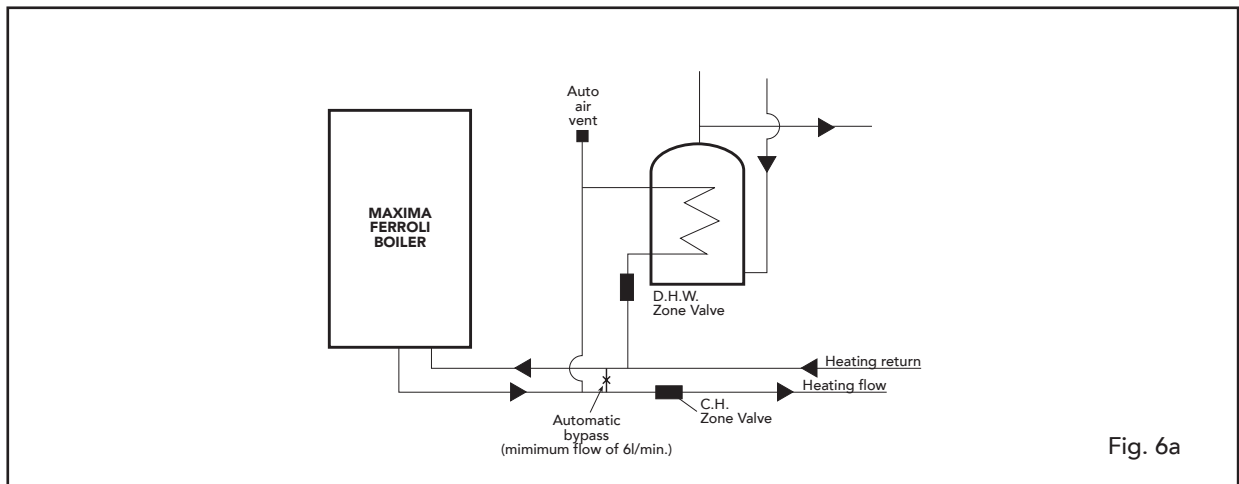 Auto
air
vent
MAXIMA
FERROLI
BOILER
D.H.W.
Zone Valve
Heating return
Heating flow
C.H.
Zone Valve
Automatic
bypass
(mimimum flow of 6l/min.)
Fig. 6a